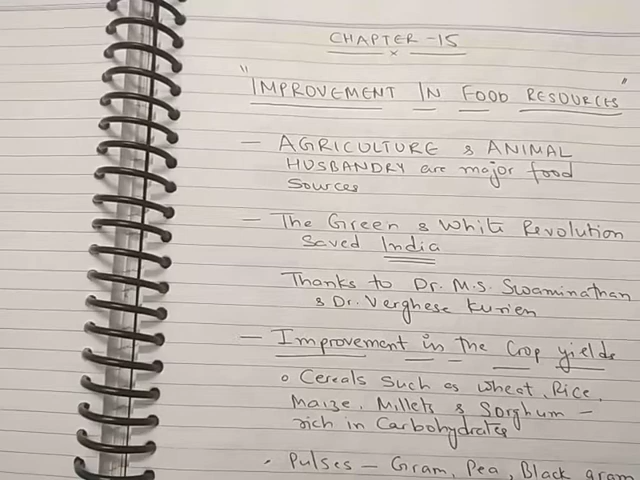 CHAPTER - 15
x
"IMPROVEMENT IN FOOD RESOURCES"
- AGRICULTURE & ANIMAL
HUSBANDRY are major food
sources
- The Green & White Revolution
Saved India
Thanks to Dr. M.S. Swaminathan
& Dr. Verghese Kurien
- Improvement in the Crop yields
o Cereals such as wheat, Rice,
Maize, Millets & Sorghum -
rich in Carbohydrates
• Pulses - Gram, Pea, Black gram